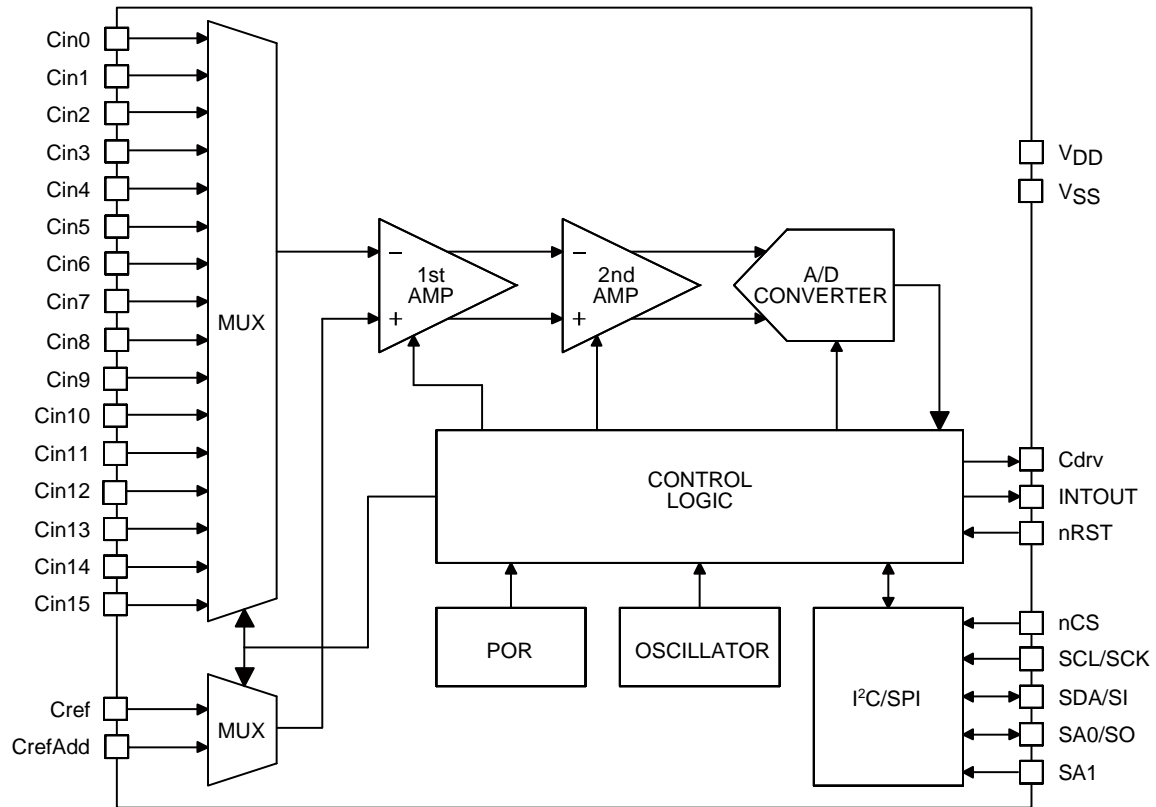 Cin0
Cin1
Cin2
Cin3
Cin4
Cin5
Cin6
Cin7
Cin8
Cin9
Cin10
Cin11
Cin12
Cin13
Cin14
Cin15
Cref
CrefAdd
MUX
MUX
−
1st
AMP
+
−
2nd
AMP
+
A/D
CONVERTER
CONTROL
LOGIC
POR
OSCILLATOR
I²C/SPI
VDD
VSS
Cdrv
INTOUT
nRST
nCS
SCL/SCK
SDA/SI
SA0/SO
SA1